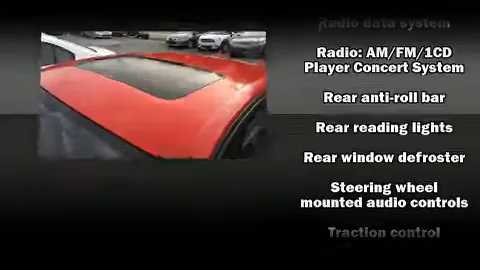 Radio data system
Radio: AM/FM/1CD
Player Concert System
Rear anti-roll bar
Rear reading lights
Rear window defroster
Steering wheel
mounted audio controls
Traction control